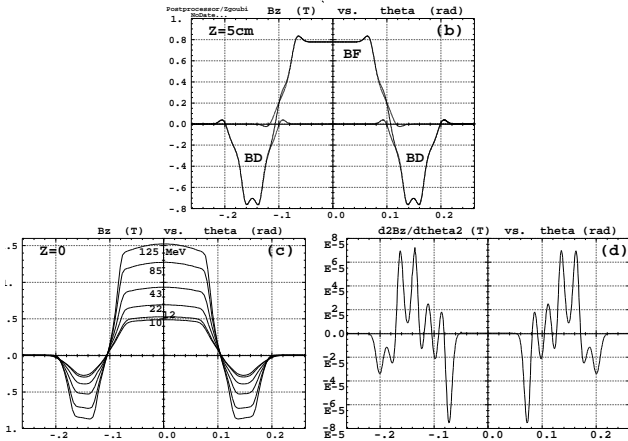 Postprocessor/Zgoubi
NoDate...
Bz (T) vs. theta (rad)
1.
Z=5cm
(b)
0.8
BF
0.6
0.4
0.2
0.0
-.2
BD
BD
-.4
-.6
-.8
-.2
-.1
0.0
0.1
0.2
Bz (T) vs. theta (rad)
Z=0
(c)
.5
125 MeV
1.
85
43
.5
22
12
10
.0
.5
1.
-.2
-.1
0.0
0.1
0.2
d2Bz/dtheta2 (T) vs. theta (rad)
8
E-5
(d)
6
E-5
4
E-5
2
E-5
0.0
-2
E-5
-4
E-5
-6
E-5
-8
E-5
-.2
-.1
0.0
0.1
0.2